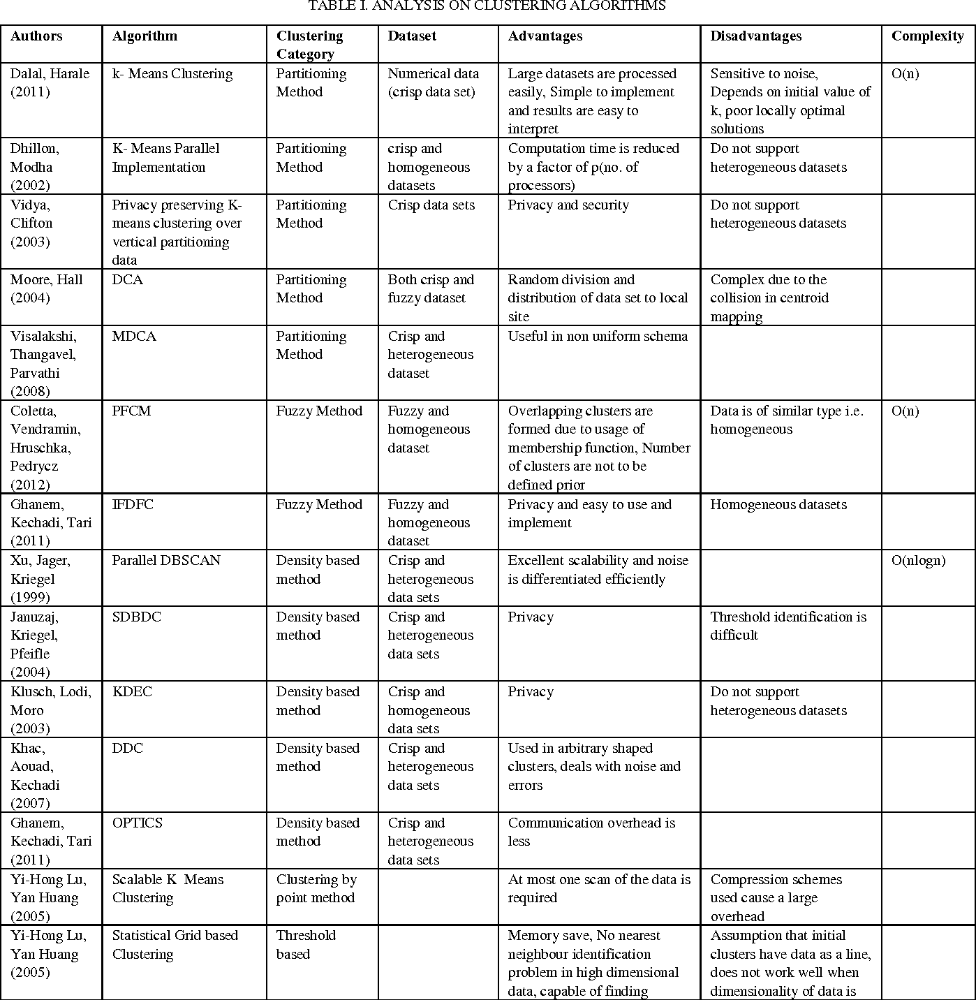 TABLE I. ANALYSIS ON CLUSTERING ALGORITHMS
Authors
Algorithm
Clustering
Category
Dataset
Advantages
Disadvantages
Complexity
Dalal, Harale
(2011)
k- Means Clustering
Partitioning
Method
Numerical data
(crisp data set)
Large datasets are processed
easily, Simple to implement
and results are easy to
interpret
Sensitive to noise,
Depends on initial value of
k, poor locally optimal
solutions
O(n)
Dhillon,
Modha
(2002)
K- Means Parallel
Implementation
Partitioning
Method
crisp and
homogeneous
datasets
Computation time is reduced
by a factor of p(no. of
processors)
Do not support
heterogeneous datasets
Vidya,
Clifton
(2003)
Privacy preserving K-
means clustering over
vertical partitioning
data
Partitioning
Method
Crisp data sets
Privacy and security
Do not support
heterogeneous datasets
Moore, Hall
(2004)
DCA
Partitioning
Method
Both crisp and
fuzzy dataset
Random division and
distribution of data set to local
site
Complex due to the
collision in centroid
mapping
Visalakshi,
Thangavel,
Parvathi
(2008)
MDCA
Partitioning
Method
Crisp and
heterogeneous
dataset
Useful in non uniform schema
Coletta,
Vendramin,
Hruschka,
Pedrycz
(2012)
PFCM
Fuzzy Method
Fuzzy and
homogeneous
dataset
Overlapping clusters are
formed due to usage of
membership function, Number
of clusters are not to be
defined prior
Data is of similar type i.e.
homogeneous
O(n)
Ghanem,
Kechadi, Tari
(2011)
IFDFC
Fuzzy Method
Fuzzy and
homogeneous
dataset
Privacy and easy to use and
implement
Homogeneous datasets
Xu, Jager,
Kriegel
(1999)
Parallel DBSCAN
Density based
method
Crisp and
heterogeneous
data sets
Excellent scalability and noise
is differentiated efficiently
O(nlogn)
Januzaj,
Kriegel,
Pfeifle
(2004)
SDBDC
Density based
method
Crisp and
heterogeneous
data sets
Privacy
Threshold identification is
difficult
Klusch, Lodi,
Moro
(2003)
KDEC
Density based
method
Crisp and
homogeneous
data sets
Privacy
Do not support
heterogeneous datasets
Khac,
Aouad,
Kechadi
(2007)
DDC
Density based
method
Crisp and
heterogeneous
data sets
Used in arbitrary shaped
clusters, deals with noise and
errors
Ghanem,
Kechadi, Tari
(2011)
OPTICS
Density based
method
Crisp and
heterogeneous
data sets
Communication overhead is
less
Yi-Hong Lu,
Yan Huang
(2005)
Scalable K Means
Clustering
Clustering by
point method
At most one scan of the data is
required
Compression schemes
used cause a large
overhead
Yi-Hong Lu,
Yan Huang
(2005)
Statistical Grid based
Clustering
Threshold
based
Memory save, No nearest
neighbour identification
problem in high dimensional
data, capable of finding
Assumption that initial
clusters have data as a line,
does not work well when
dimensionality of data is